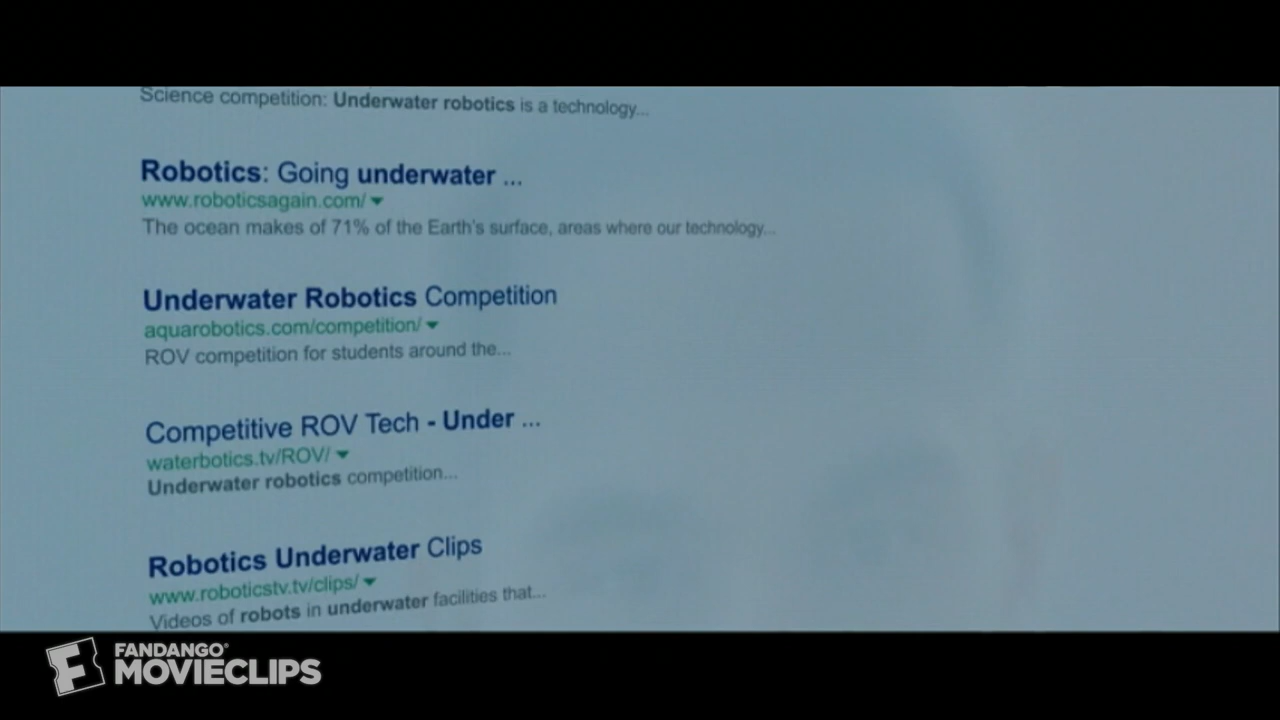 Science competition: Underwater robotics is a technology...
Robotics: Going underwater ...
www.roboticsagain.com/
The ocean makes of 71% of the Earth's surface, areas where our technology...
Underwater Robotics Competition
aquarobotics.com/competition/
ROV competition for students around the...
Competitive ROV Tech - Under ...
waterbotics.tv/ROV/
Underwater robotics competition...
Robotics Underwater Clips
www.roboticstv.tv/clips/
Videos of robots in underwater facilities that...
FANDANGO®
MOVIECLIPS